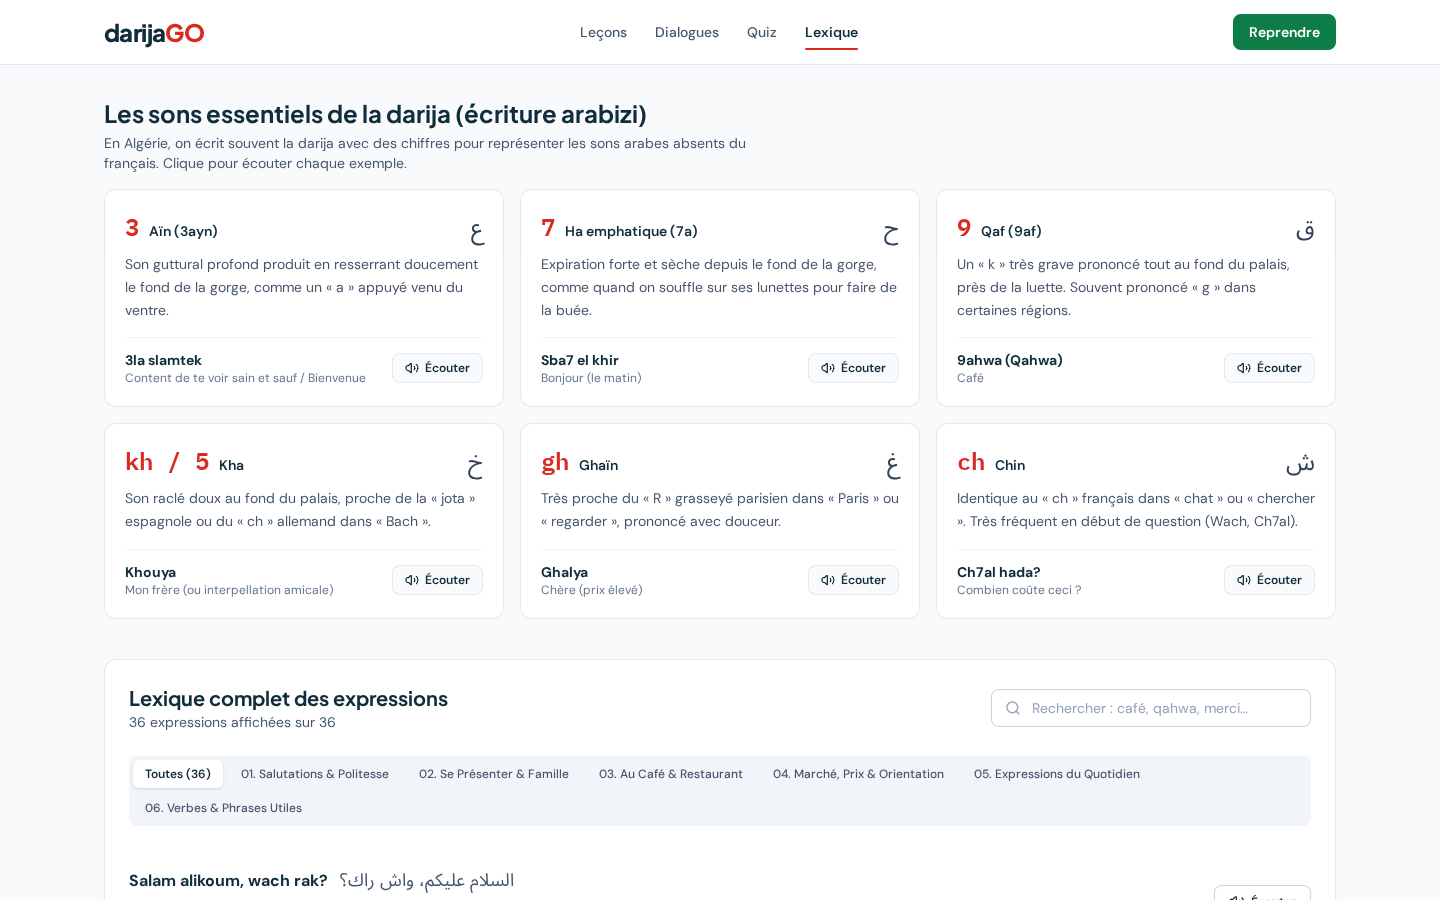 darijaGO
Leçons
Dialogues
Quiz
Lexique
Reprendre
Les sons essentiels de la darija (écriture arabizi)
En Algérie, on écrit souvent la darija avec des chiffres pour représenter les sons arabes absents du
français. Clique pour écouter chaque exemple.
3 Aïn (3ayn) ع
Son guttural profond produit en resserrant doucement
le fond de la gorge, comme un « a » appuyé venu du
ventre.
3la slamtek
Content de te voir sain et sauf / Bienvenue
Écouter
7 Ha emphatique (7a) ح
Expiration forte et sèche depuis le fond de la gorge,
comme quand on souffle sur ses lunettes pour faire de
la buée.
Sba7 el khir
Bonjour (le matin)
Écouter
9 Qaf (9af) ق
Un « k » très grave prononcé tout au fond du palais,
près de la luette. Souvent prononcé « g » dans
certaines régions.
9ahwa (Qahwa)
Café
Écouter
kh / 5 Kha خ
Son raclé doux au fond du palais, proche de la « jota »
espagnole ou du « ch » allemand dans « Bach ».
Khouya
Mon frère (ou interpellation amicale)
Écouter
gh Ghaïn غ
Très proche du « R » grasseyé parisien dans « Paris » ou
« regarder », prononcé avec douceur.
Ghalya
Chère (prix élevé)
Écouter
ch Chin ش
Identique au « ch » français dans « chat » ou « chercher
». Très fréquent en début de question (Wach, Ch7al).
Ch7al hada?
Combien coûte ceci ?
Écouter
Lexique complet des expressions
36 expressions affichées sur 36
Rechercher : café, qahwa, merci…
Toutes (36)
01. Salutations & Politesse
02. Se Présenter & Famille
03. Au Café & Restaurant
04. Marché, Prix & Orientation
05. Expressions du Quotidien
06. Verbes & Phrases Utiles
Salam alikoum, wach rak? السلام عليكم، واش راك؟